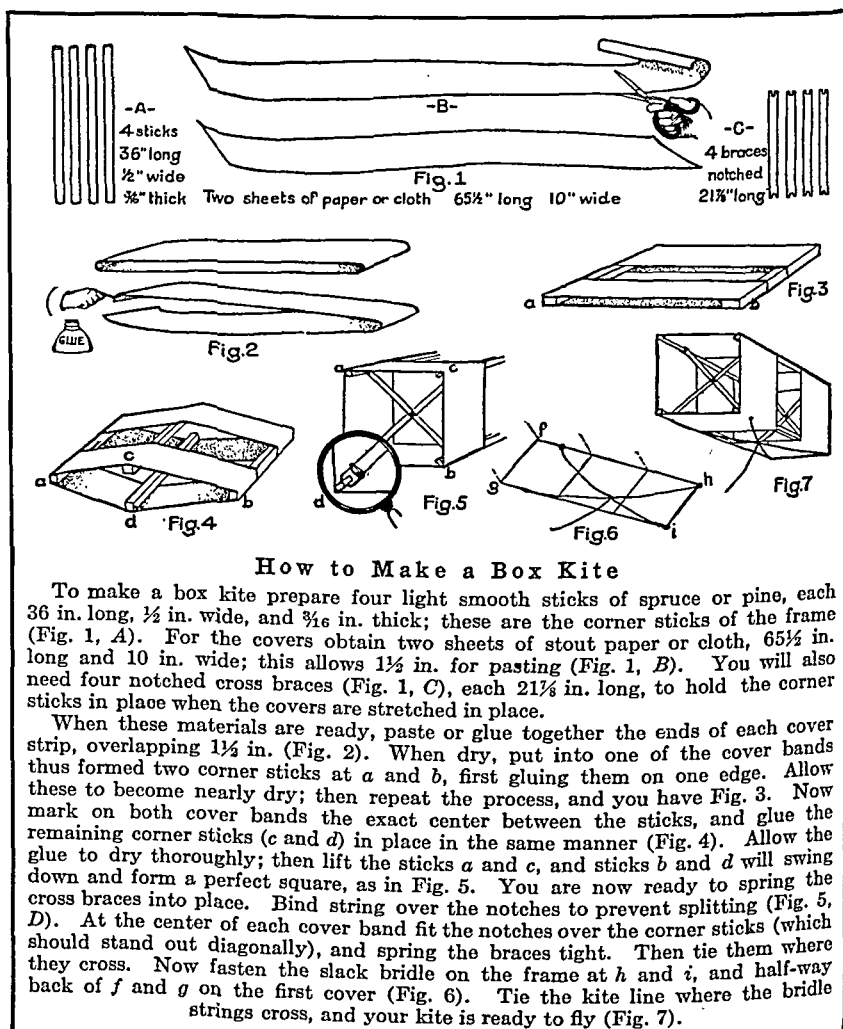 -A-
4 sticks
36" long
½" wide
3/16" thick
-B-
Fig. 1
Two sheets of paper or cloth 65½" long 10" wide
-C-
4 braces
notched
21⅞" long
GLUE
Fig. 2
a
b
Fig. 3
a
c
b
d
Fig. 4
a
c
b
d
Fig. 5
f
g
h
i
Fig. 6
Fig. 7
How to Make a Box Kite
To make a box kite prepare four light smooth sticks of spruce or pine, each
36 in. long, ½ in. wide, and 3/16 in. thick; these are the corner sticks of the frame
(Fig. 1, A). For the covers obtain two sheets of stout paper or cloth, 65½ in.
long and 10 in. wide; this allows 1½ in. for pasting (Fig. 1, B). You will also
need four notched cross braces (Fig. 1, C), each 21⅞ in. long, to hold the corner
sticks in place when the covers are stretched in place.
When these materials are ready, paste or glue together the ends of each cover
strip, overlapping 1½ in. (Fig. 2). When dry, put into one of the cover bands
thus formed two corner sticks at a and b, first gluing them on one edge. Allow
these to become nearly dry; then repeat the process, and you have Fig. 3. Now
mark on both cover bands the exact center between the sticks, and glue the
remaining corner sticks (c and d) in place in the same manner (Fig. 4). Allow the
glue to dry thoroughly; then lift the sticks a and c, and sticks b and d will swing
down and form a perfect square, as in Fig. 5. You are now ready to spring the
cross braces into place. Bind string over the notches to prevent splitting (Fig. 5,
D). At the center of each cover band fit the notches over the corner sticks (which
should stand out diagonally), and spring the braces tight. Then tie them where
they cross. Now fasten the slack bridle on the frame at h and i, and half-way
back of f and g on the first cover (Fig. 6). Tie the kite line where the bridle
strings cross, and your kite is ready to fly (Fig. 7).